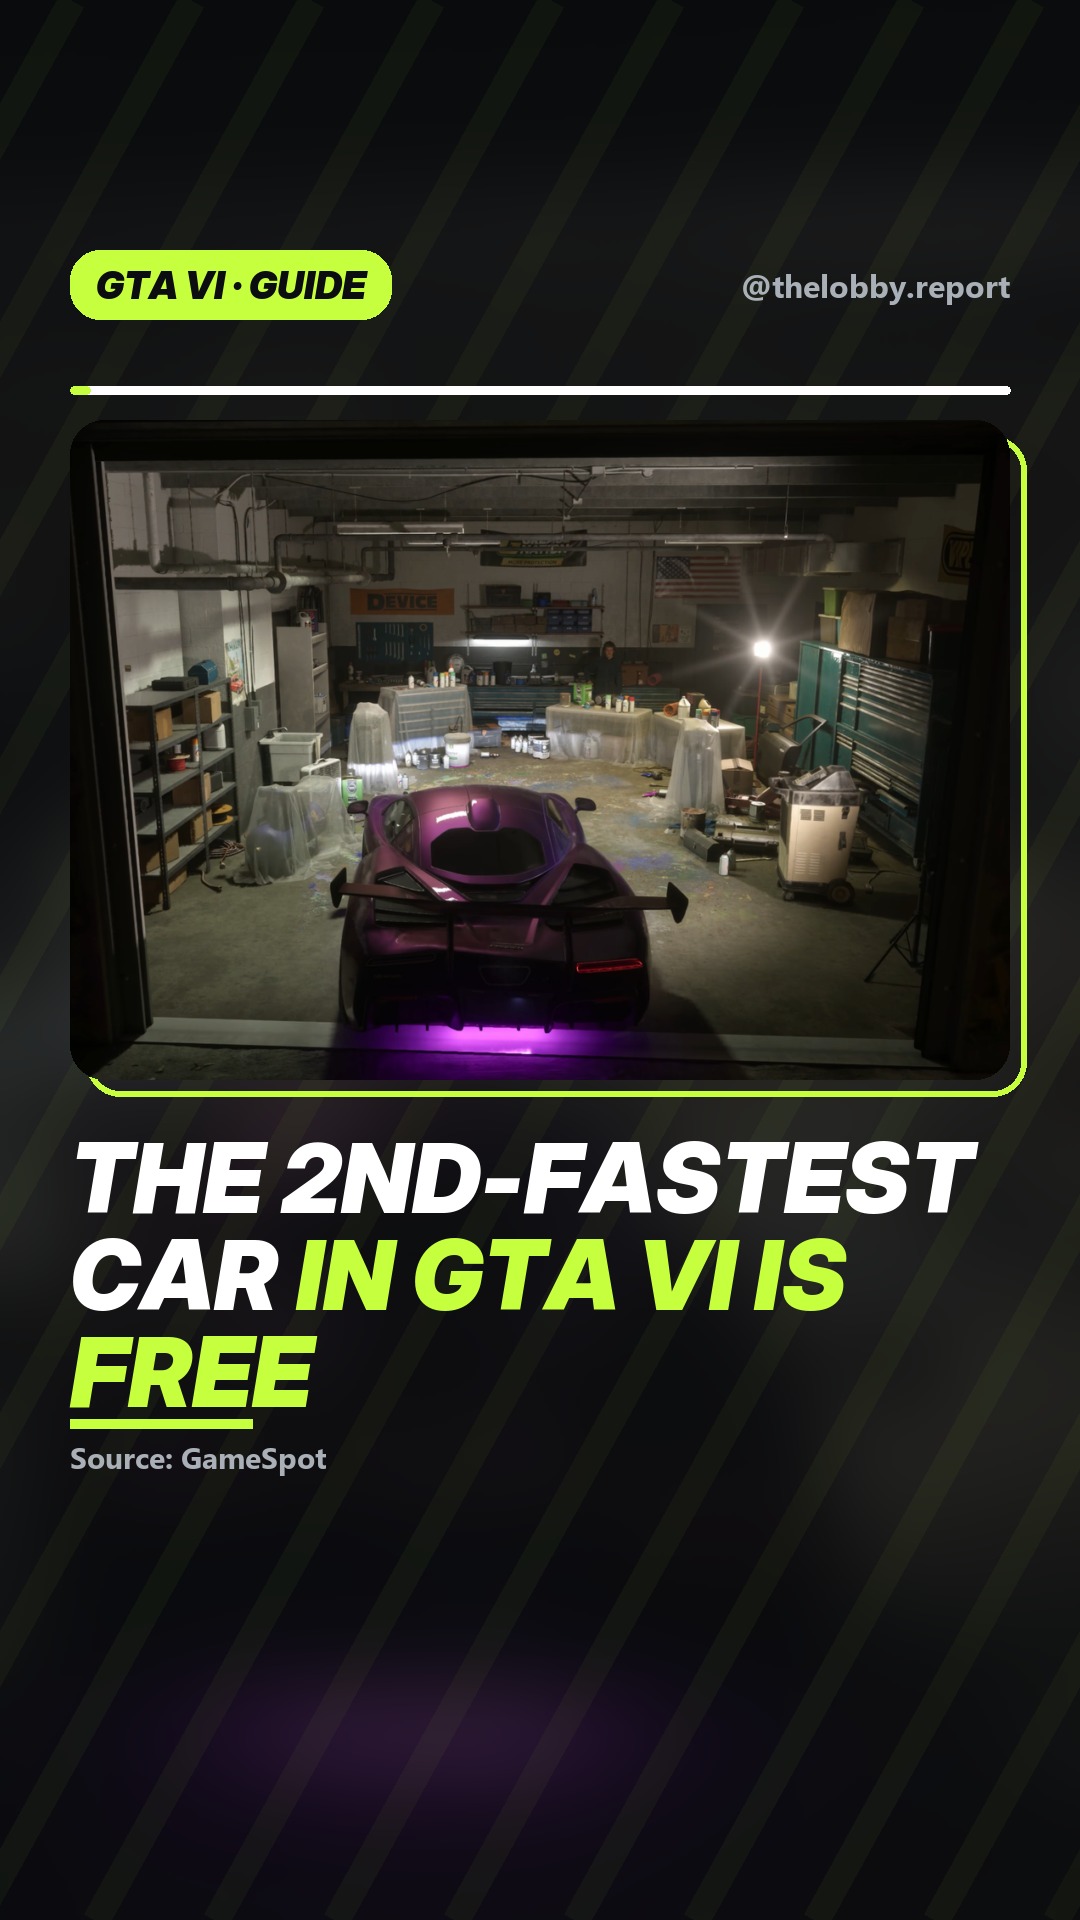 GTA VI · GUIDE
@thelobby.report
DEVICE
THE 2ND-FASTEST
CAR IN GTA VI IS
FREE
Source: GameSpot